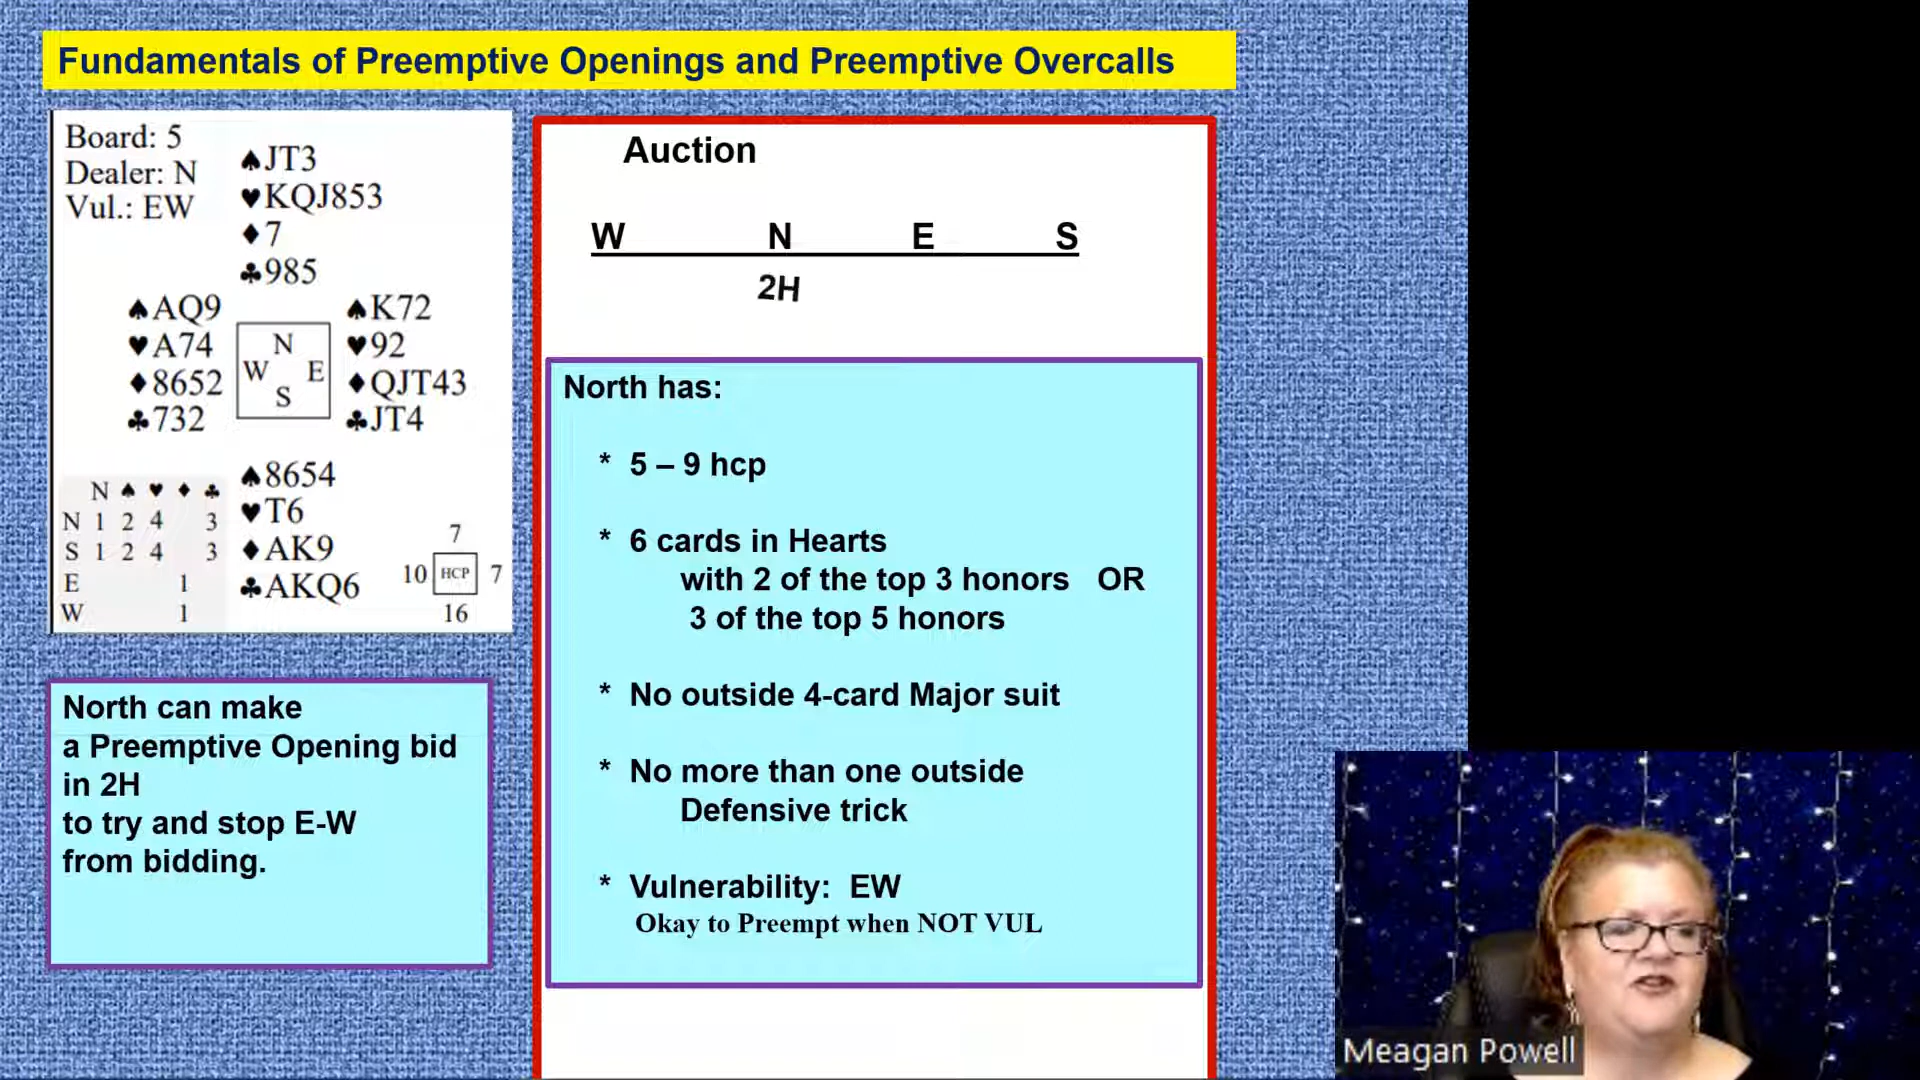 Fundamentals of Preemptive Openings and Preemptive Overcalls
Board: 5
Dealer: N
Vul.: EW
♠JT3
♥KQJ853
♦7
♣985
♠AQ9
♥A74
♦8652
♣732
N
W E
S
♠K72
♥92
♦QJT43
♣JT4
♠8654
♥T6
♦AK9
♣AKQ6
N ♠ ♥ ♦ ♣
N 1 2 4 3
S 1 2 4 3
E 1
W 1
7
10 HCP 7
16
North can make
a Preemptive Opening bid
in 2H
to try and stop E-W
from bidding.
Auction
W N E S
2H
North has:
* 5 – 9 hcp
* 6 cards in Hearts
with 2 of the top 3 honors OR
3 of the top 5 honors
* No outside 4-card Major suit
* No more than one outside
Defensive trick
* Vulnerability: EW
Okay to Preempt when NOT VUL
Meagan Powell